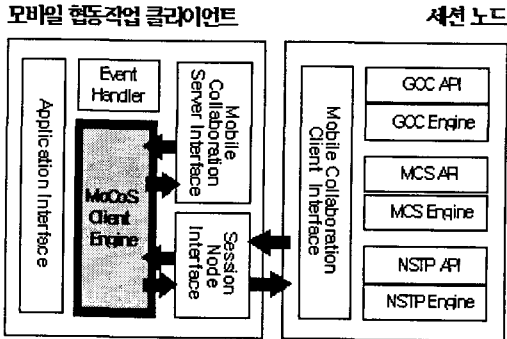 모바일 협동작업 클라이언트
세션 노드
Application Interface
Event
Handler
MoCoS
Client
Engine
Mobile
Collaboration
Server Interface
Session
Node
Interface
Mobile Collaboration
Client Interface
GCC API
GCC Engine
MCS API
MCS Engine
NSTP API
NSTP Engine